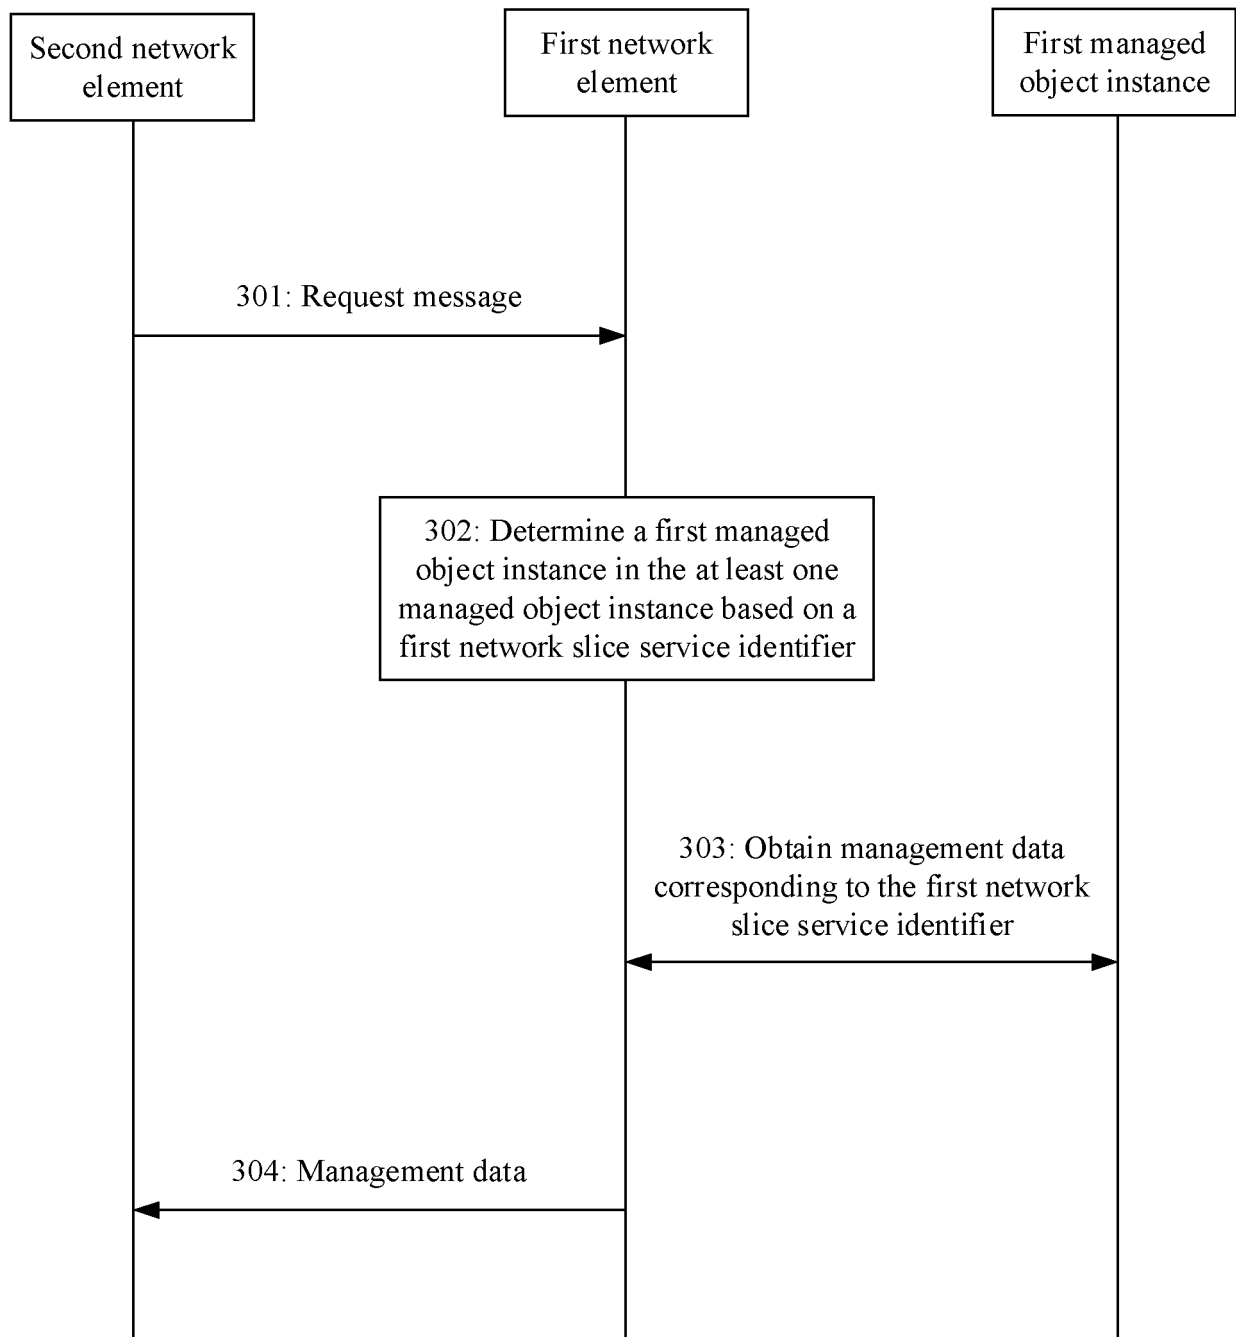 Second network
element
First network
element
First managed
object instance
301: Request message
302: Determine a first managed
object instance in the at least one
managed object instance based on a
first network slice service identifier
303: Obtain management data
corresponding to the first network
slice service identifier
304: Management data